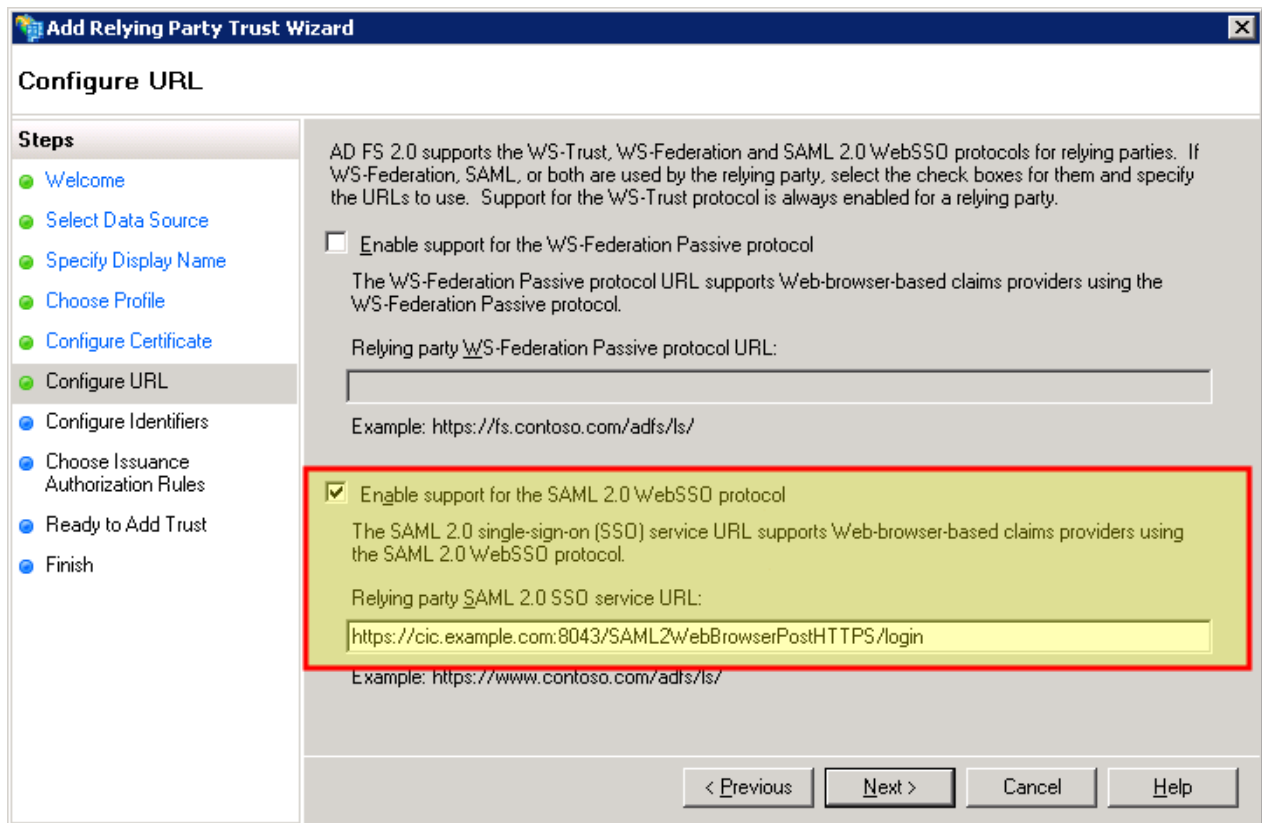 Add Relying Party Trust Wizard
Configure URL
Steps
Welcome
Select Data Source
Specify Display Name
Choose Profile
Configure Certificate
Configure URL
Configure Identifiers
Choose Issuance
Authorization Rules
Ready to Add Trust
Finish
AD FS 2.0 supports the WS-Trust, WS-Federation and SAML 2.0 WebSSO protocols for relying parties. If
WS-Federation, SAML, or both are used by the relying party, select the check boxes for them and specify
the URLs to use. Support for the WS-Trust protocol is always enabled for a relying party.
Enable support for the WS-Federation Passive protocol
The WS-Federation Passive protocol URL supports Web-browser-based claims providers using the
WS-Federation Passive protocol.
Relying party WS-Federation Passive protocol URL:
Example: https://fs.contoso.com/adfs/ls/
Enable support for the SAML 2.0 WebSSO protocol
The SAML 2.0 single-sign-on (SSO) service URL supports Web-browser-based claims providers using
the SAML 2.0 WebSSO protocol.
Relying party SAML 2.0 SSO service URL:
https://cic.example.com:8043/SAML2WebBrowserPostHTTPS/login
Example: https://www.contoso.com/adfs/ls/
< Previous
Next >
Cancel
Help